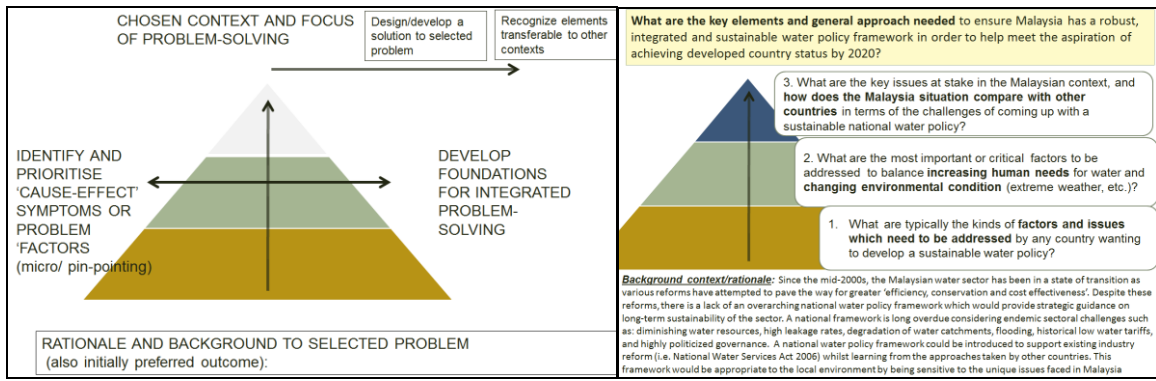 CHOSEN CONTEXT AND FOCUS
OF PROBLEM-SOLVING
Design/develop a
solution to selected
problem
Recognize elements
transferable to other
contexts
IDENTIFY AND
PRIORITISE
‘CAUSE-EFFECT’
SYMPTOMS OR
PROBLEM
‘FACTORS
(micro/ pin-pointing)
DEVELOP
FOUNDATIONS
FOR INTEGRATED
PROBLEM-
SOLVING
RATIONALE AND BACKGROUND TO SELECTED PROBLEM
(also initially preferred outcome):
What are the key elements and general approach needed to ensure Malaysia has a robust,
integrated and sustainable water policy framework in order to help meet the aspiration of
achieving developed country status by 2020?
3. What are the key issues at stake in the Malaysian context, and
how does the Malaysia situation compare with other
countries in terms of the challenges of coming up with a
sustainable national water policy?
2. What are the most important or critical factors to be
addressed to balance increasing human needs for water and
changing environmental condition (extreme weather, etc.)?
1. What are typically the kinds of factors and issues
which need to be addressed by any country wanting
to develop a sustainable water policy?
Background context/rationale: Since the mid-2000s, the Malaysian water sector has been in a state of transition as
various reforms have attempted to pave the way for greater ‘efficiency, conservation and cost effectiveness’. Despite these
reforms, there is a lack of an overarching national water policy framework which would provide strategic guidance on
long-term sustainability of the sector. A national framework is long overdue considering endemic sectoral challenges such
as: diminishing water resources, high leakage rates, degradation of water catchments, flooding, historical low water tariffs,
and highly politicized governance. A national water policy framework could be introduced to support existing industry
reform (i.e. National Water Services Act 2006) whilst learning from the approaches taken by other countries. This
framework would be appropriate to the local environment by being sensitive to the unique issues faced in Malaysia